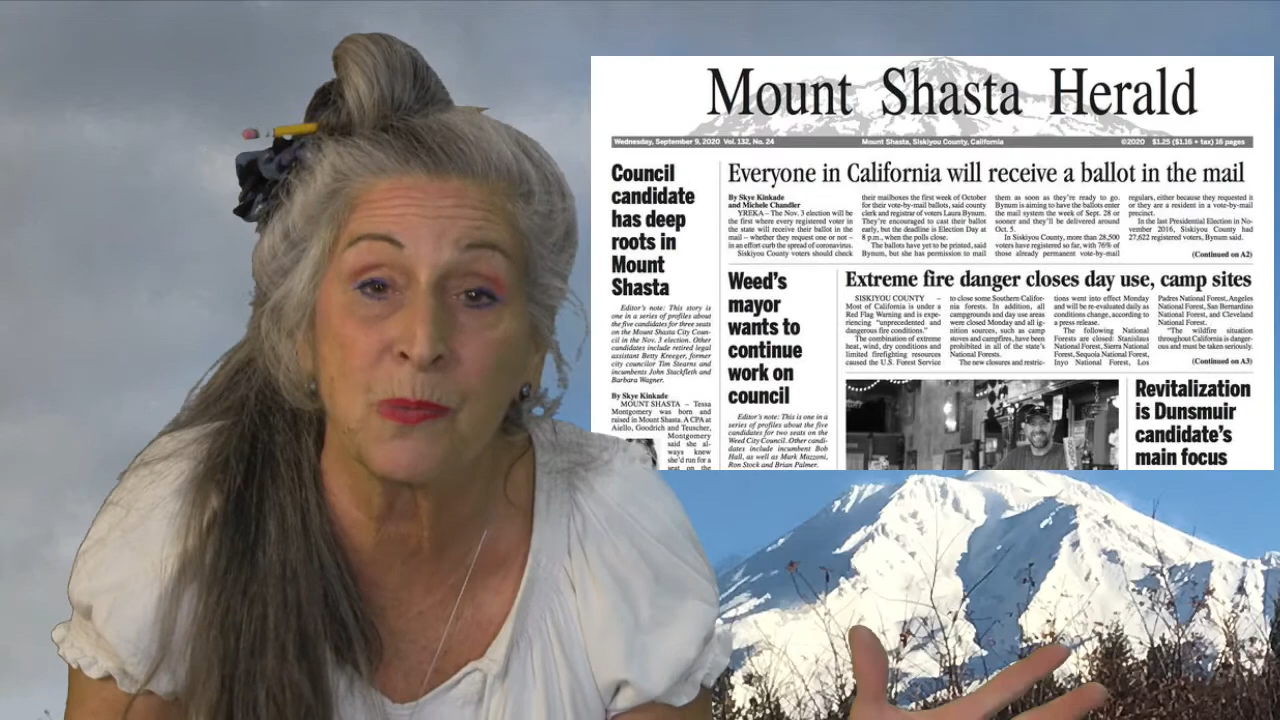 Mount Shasta Herald
Wednesday, September 9, 2020 Vol. 132, No. 24
Mount Shasta, Siskiyou County, California
©2020 $1.25 ($1.16 + tax) 16 pages
Council
candidate
has deep
roots in
Mount
Shasta
Editor's note: This story is
one in a series of profiles about
the five candidates for three seats
on the Mount Shasta City Coun-
cil in the Nov. 3 election. Other
candidates include retired legal
assistant Betty Kreeger, former
city councilor Tim Stearns and
incumbents John Stackfleth and
Barbara Wagner.
By Skye Kinkade
MOUNT SHASTA – Tessa
Montgomery was born and
raised in Mount Shasta. A CPA at
Aiello, Goodrich and Teuscher,
Montgomery
said she al-
ways knew
she'd run for a
seat on the
Everyone in California will receive a ballot in the mail
By Skye Kinkade
and Michele Chandler
YREKA – The Nov. 3 election will be
the first where every registered voter in
the state will receive their ballot in the
mail – whether they request one or not –
in an effort curb the spread of coronavirus.
Siskiyou County voters should check
their mailboxes the first week of October
for their vote-by-mail ballots, said county
clerk and registrar of voters Laura Bynum.
They're encouraged to cast their ballot
early, but the deadline is Election Day at
8 p.m., when the polls close.
The ballots have yet to be printed, said
Bynum, but she has permission to mail
them as soon as they're ready to go.
Bynum is aiming to have the ballots enter
the mail system the week of Sept. 28 or
sooner and they'll be delivered around
Oct. 5.
In Siskiyou County, more than 28,500
voters have registered so far, with 76% of
those already permanent vote-by-mail
regulars, either because they requested it
or they are a resident in a vote-by-mail
precinct.
In the last Presidential Election in No-
vember 2016, Siskiyou County had
27,622 registered voters, Bynum said.
(Continued on A2)
Weed's
mayor
wants to
continue
work on
council
Editor's note: This is one in a
series of profiles about the five
candidates for two seats on the
Weed City Council. Other candi-
dates include incumbent Bob
Hall, as well as Mark Mazzoni,
Ron Stock and Brian Palmer.
Extreme fire danger closes day use, camp sites
SISKIYOU COUNTY –
Most of California is under a
Red Flag Warning and is expe-
riencing "unprecedented and
dangerous fire conditions."
The combination of extreme
heat, wind, dry conditions and
limited firefighting resources
caused the U.S. Forest Service
to close some Southern Califor-
nia forests. In addition, all
campgrounds and day use areas
were closed Monday and all ig-
nition sources, such as camp
stoves and campfires, have been
prohibited in all of the state's
National Forests.
The new closures and restric-
tions went into effect Monday
and will be re-evaluated daily as
conditions change, according to
a press release.
The following National
Forests are closed: Stanislaus
National Forest, Sierra National
Forest, Sequoia National Forest,
Inyo National Forest, Los
Padres National Forest, Angeles
National Forest, San Bernardino
National Forest, and Cleveland
National Forest.
"The wildfire situation
throughout California is danger-
ous and must be taken seriously.
(Continued on A3)
Revitalization
is Dunsmuir
candidate's
main focus